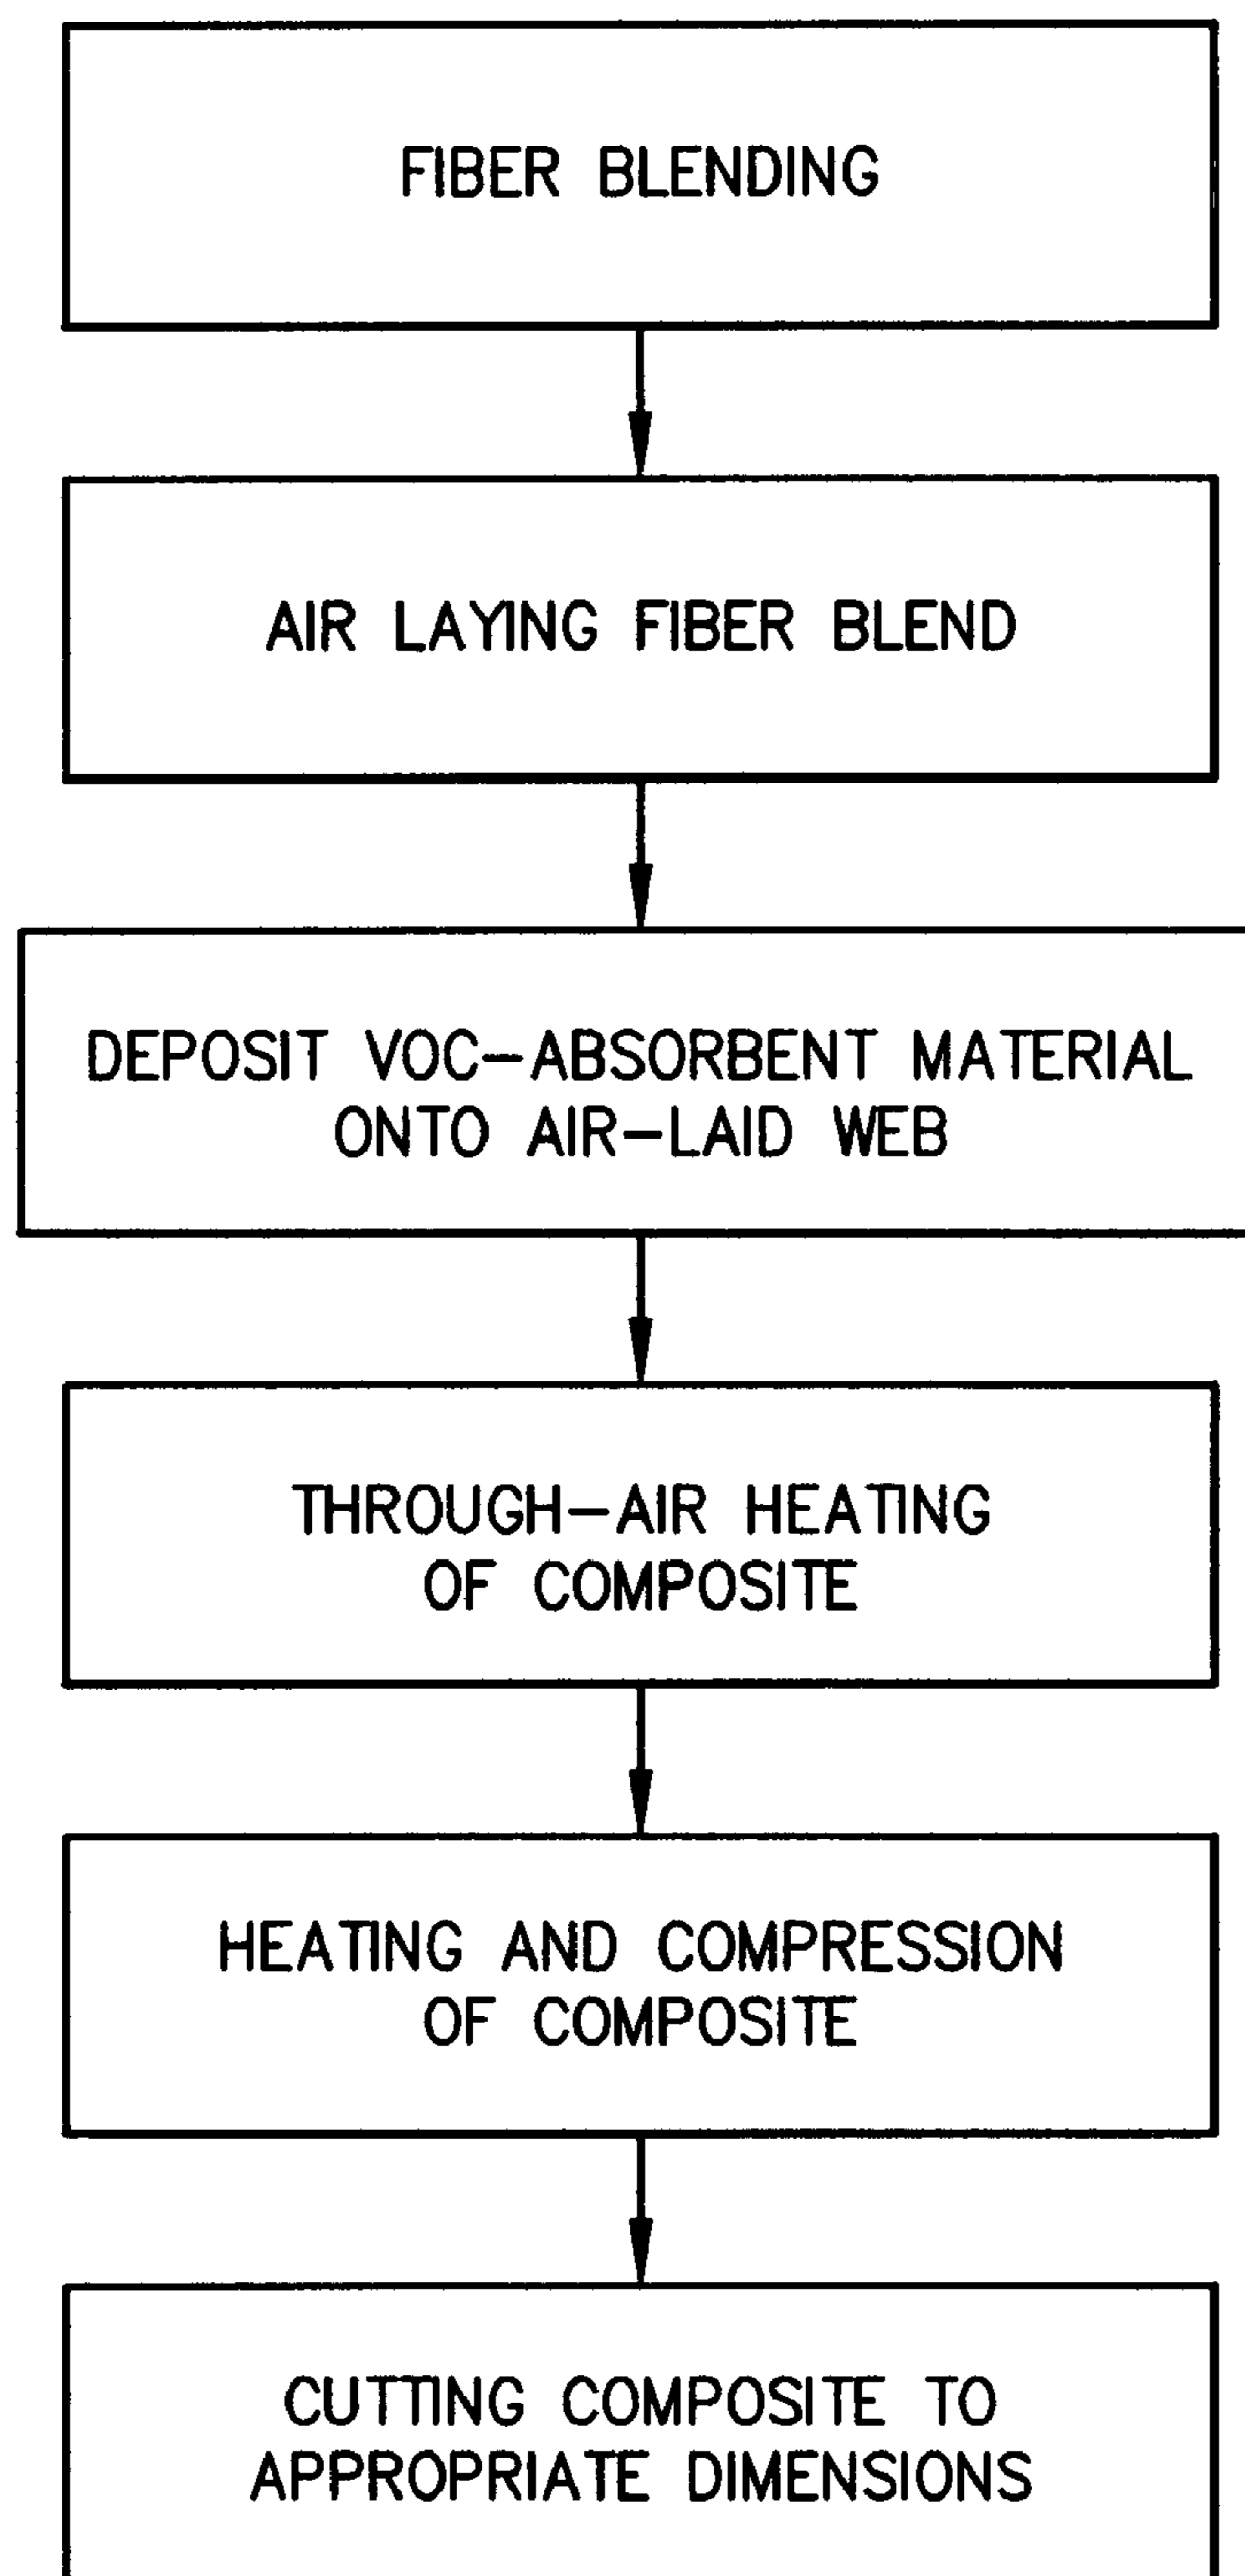 FIBER BLENDING
AIR LAYING FIBER BLEND
DEPOSIT VOC-ABSORBENT MATERIAL
ONTO AIR-LAID WEB
THROUGH-AIR HEATING
OF COMPOSITE
HEATING AND COMPRESSION
OF COMPOSITE
CUTTING COMPOSITE TO
APPROPRIATE DIMENSIONS